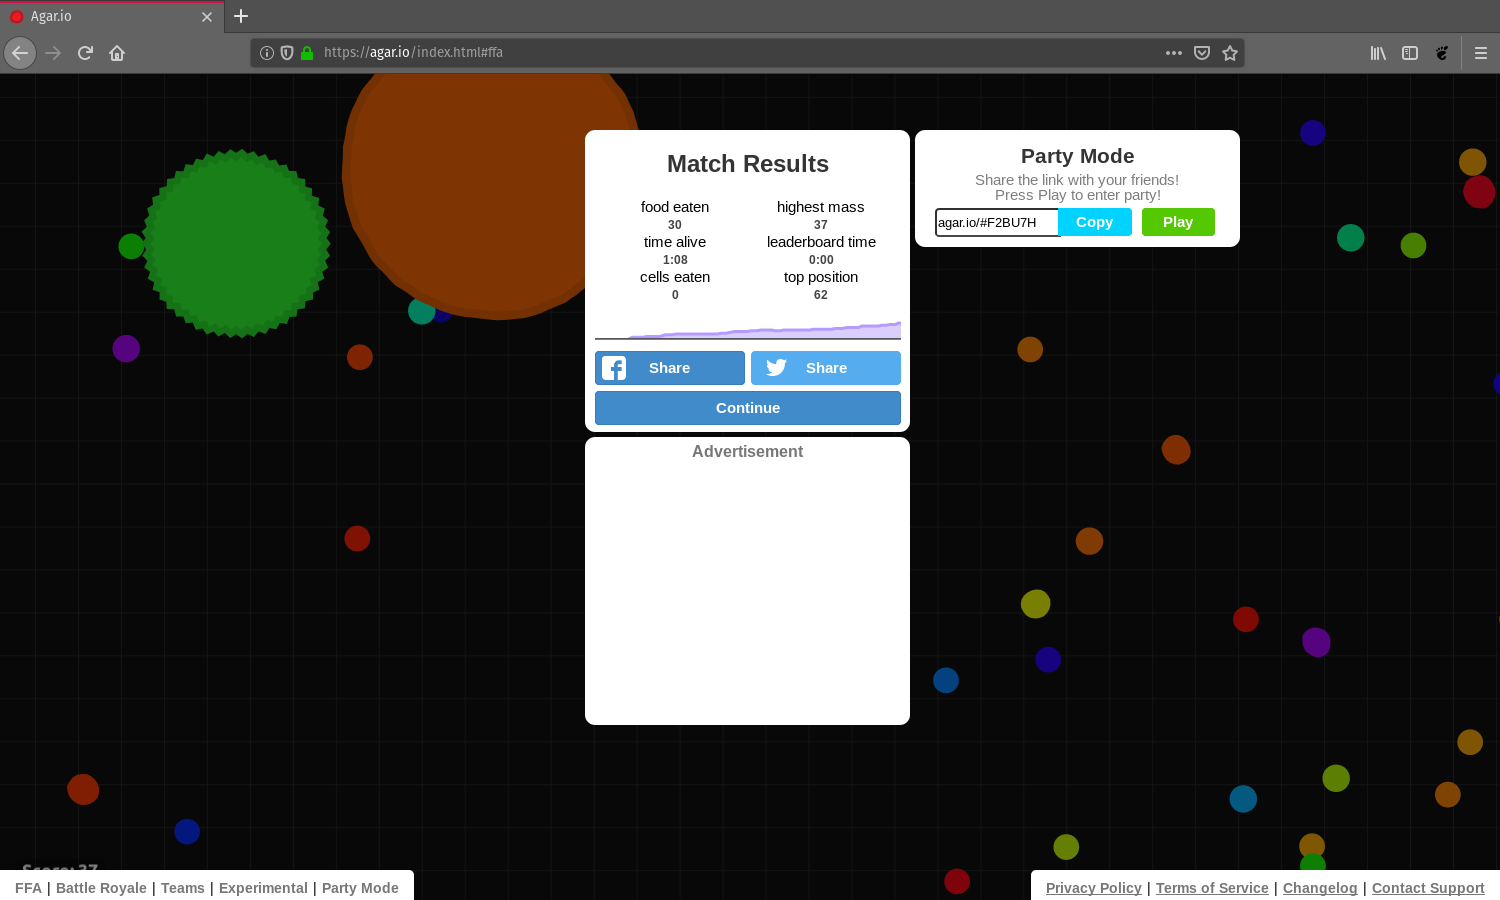 Agar.io
https://agar.io/index.html#ffa
Match Results
food eaten
30
highest mass
37
time alive
1:08
leaderboard time
0:00
cells eaten
0
top position
62
Share
Share
Continue
Advertisement
Party Mode
Share the link with your friends!
Press Play to enter party!
agar.io/#F2BU7H
Copy
Play
Score: 37
FFA | Battle Royale | Teams | Experimental | Party Mode
Privacy Policy | Terms of Service | Changelog | Contact Support